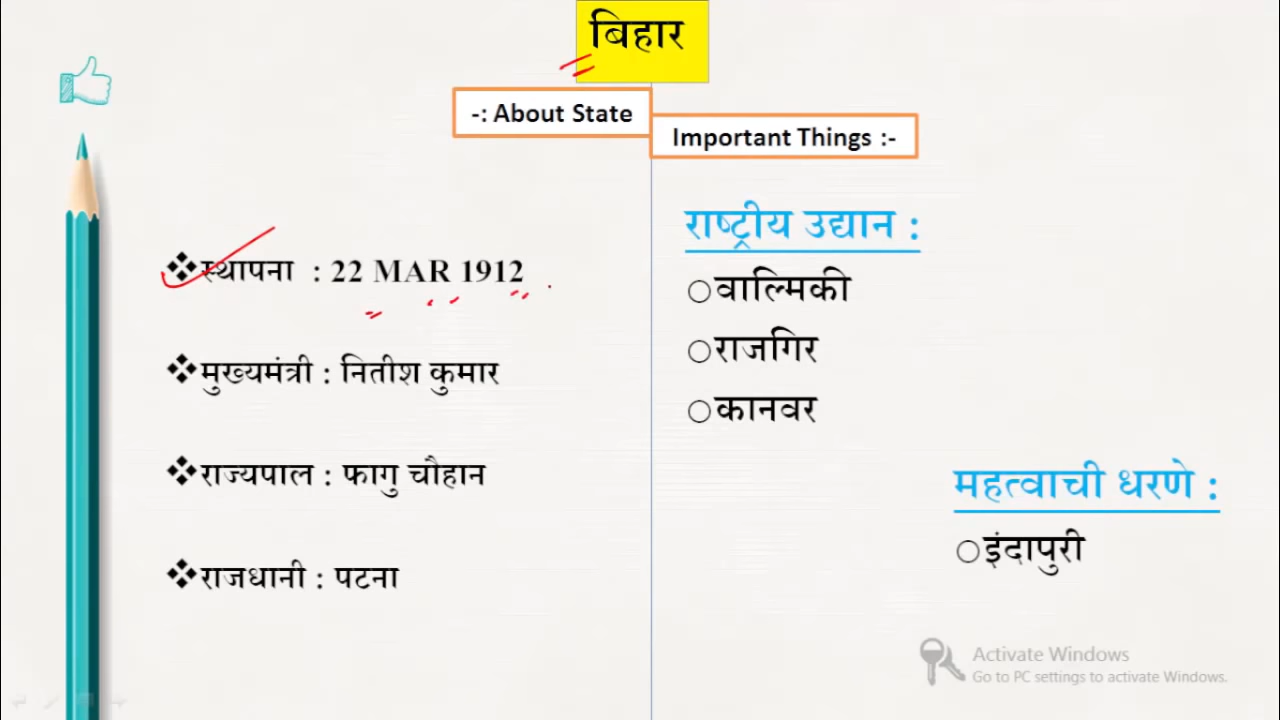 बिहार
-: About State
Important Things :-
❖स्थापना : 22 MAR 1912
❖मुख्यमंत्री : नितीश कुमार
❖राज्यपाल : फागु चौहान
❖राजधानी : पटना
राष्ट्रीय उद्यान :
○वाल्मिकी
○राजगिर
○कानवर
महत्वाची धरणे :
○इंदापुरी
Activate Windows
Go to PC settings to activate Windows.